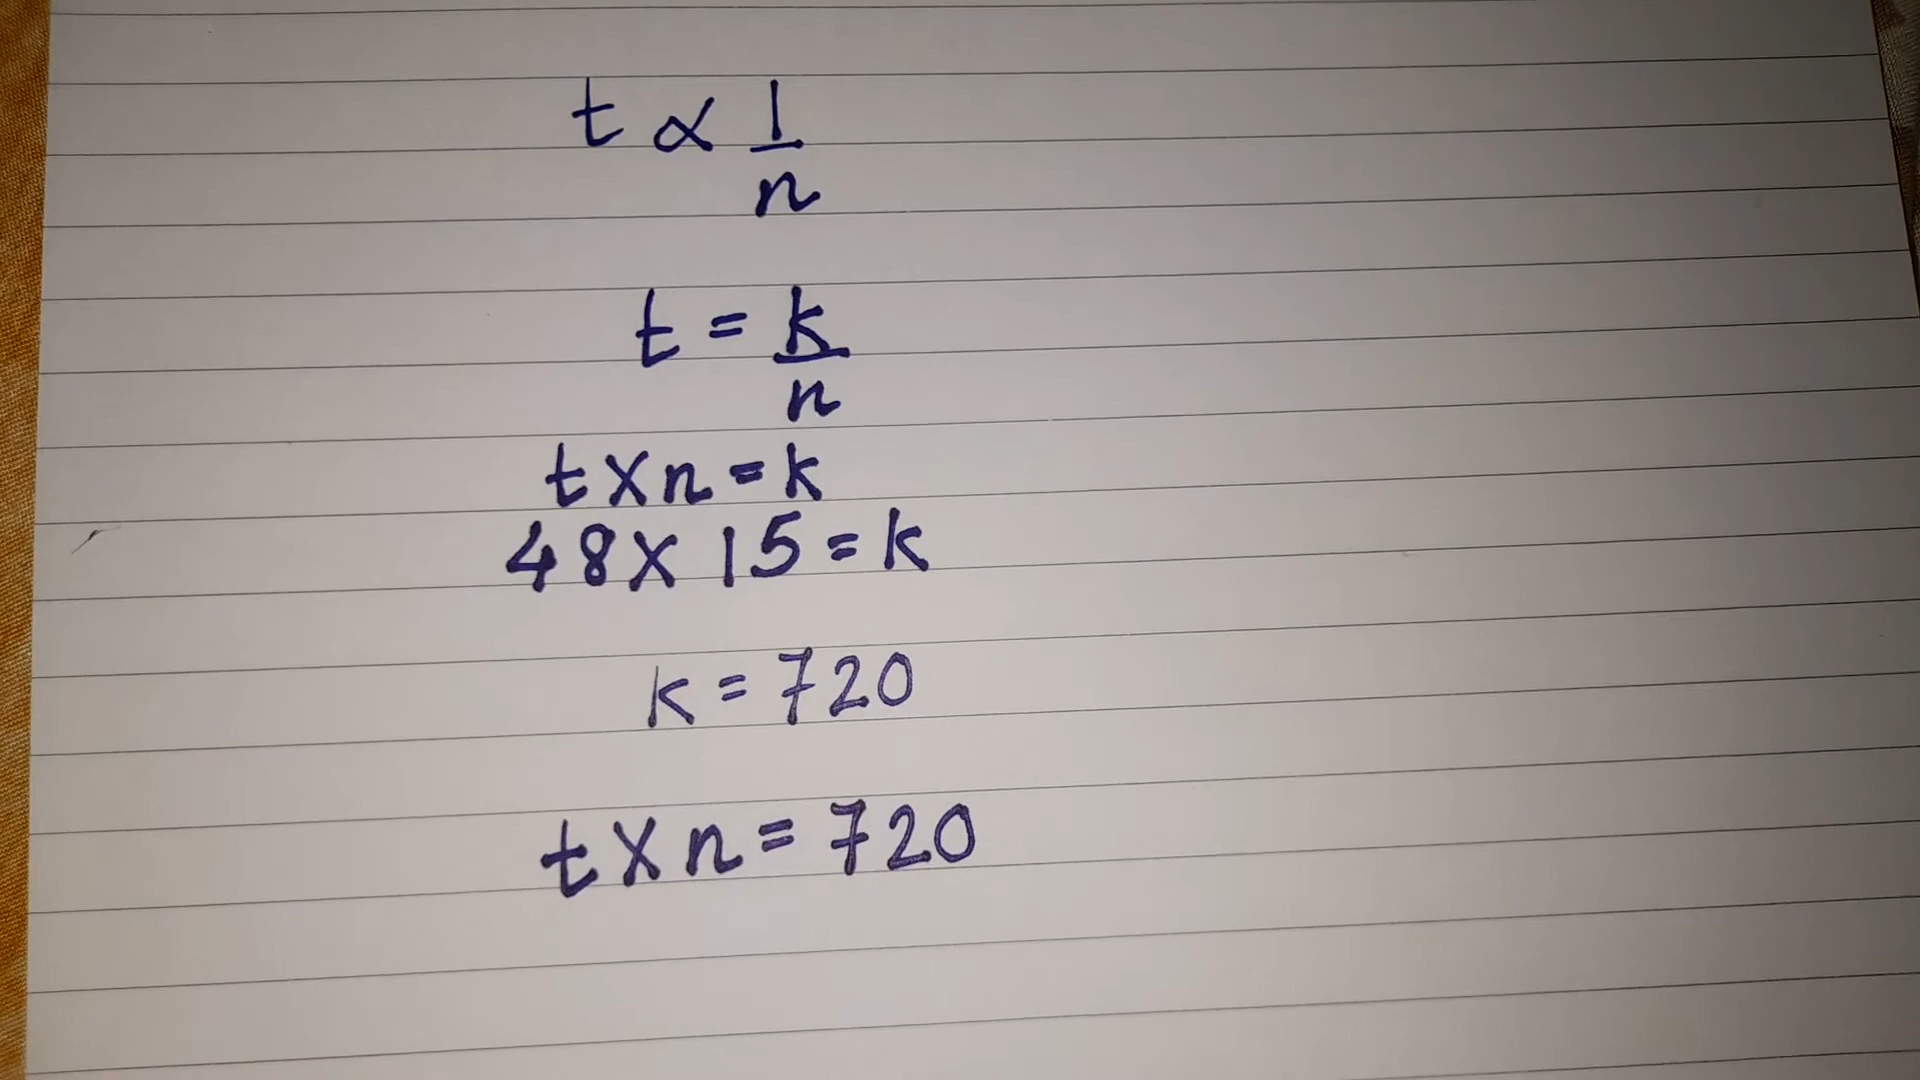 t ∝ 1/n
t = k/n
t x n = k
48 x 15 = k
k = 720
t x n = 720